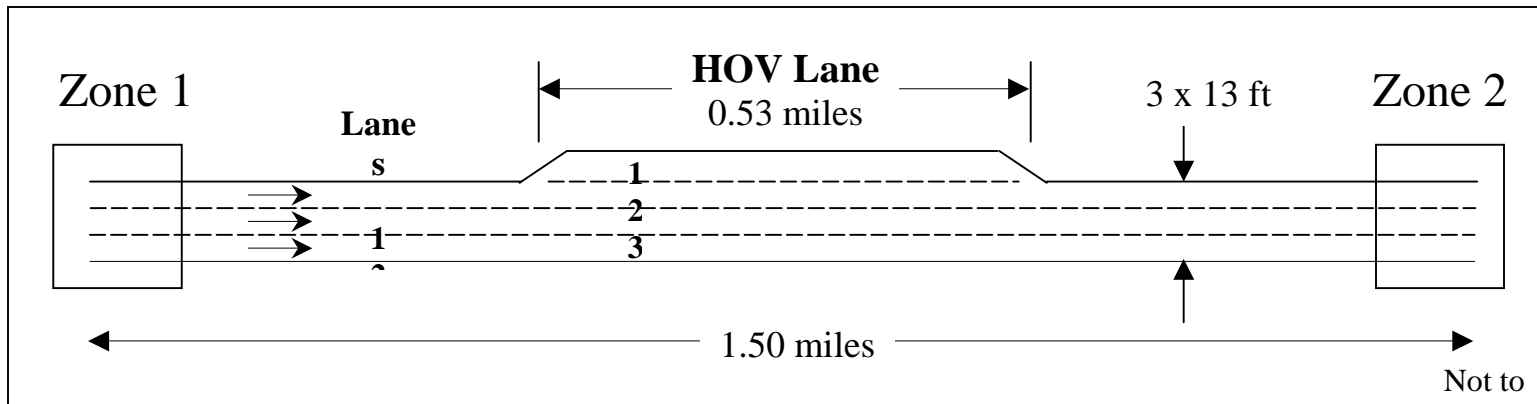 Zone 1
HOV Lane
0.53 miles
3 x 13 ft
Zone 2
Lane
s
1
2
3
1
1.50 miles
Not to